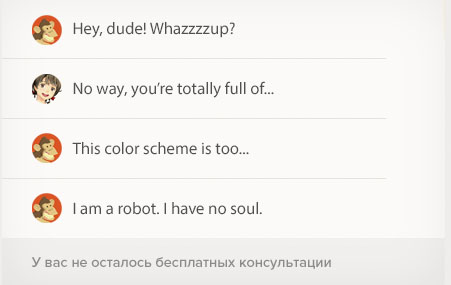 Hey, dude! Whazzzzup?
No way, you're totally full of...
This color scheme is too...
I am a robot. I have no soul.
У вас не осталось бесплатных консультации